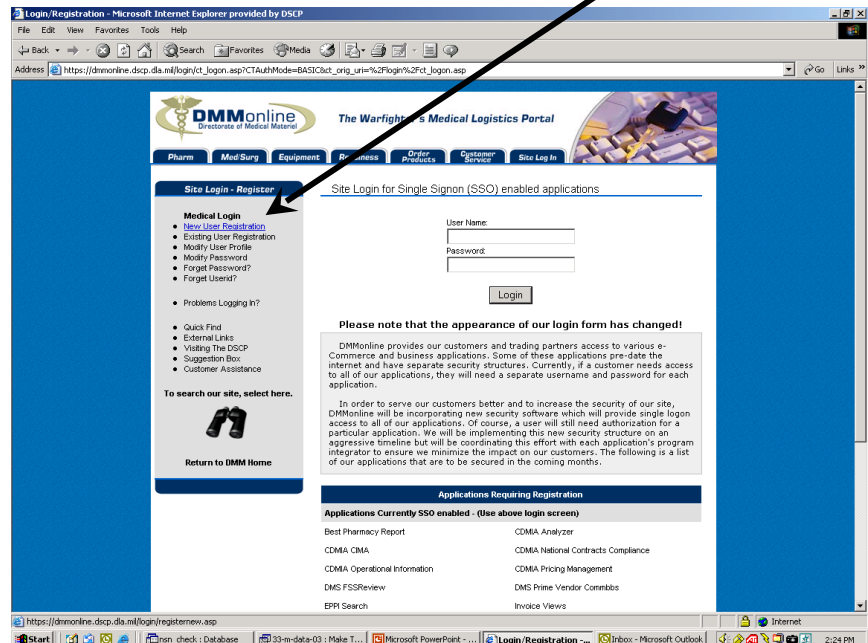 Login/Registration - Microsoft Internet Explorer provided by DSCP
File Edit View Favorites Tools Help
Back Search Favorites Media
Address https://dmmonline.dscp.dla.mil/login/ct_logon.asp?CTAuthMode=BASIC&ct_orig_uri=%2Flogin%2Fct_logon.asp Go Links »
DMMonline
Directorate of Medical Materiel
The Warfighter's Medical Logistics Portal
Pharm Med/Surg Equipment Readiness Order Products Customer Service Site Log In
Site Login - Register
Medical Login
New User Registration
Existing User Registration
Modify User Profile
Modify Password
Forget Password?
Forget Userid?
Problems Logging In?
Quick Find
External Links
Visiting The DSCP
Suggestion Box
Customer Assistance
To search our site, select here.
Return to DMM Home
Site Login for Single Signon (SSO) enabled applications
User Name:
Password:
Login
Please note that the appearance of our login form has changed!
DMMonline provides our customers and trading partners access to various e-
Commerce and business applications. Some of these applications pre-date the
internet and have separate security structures. Currently, if a customer needs access
to all of our applications, they will need a separate username and password for each
application.
In order to serve our customers better and to increase the security of our site,
DMMonline will be incorporating new security software which will provide single logon
access to all of our applications. Of course, a user will still need authorization for a
particular application. We will be implementing this new security structure on an
aggressive timeline but will be coordinating this effort with each application's program
integrator to ensure we minimize the impact on our customers. The following is a list
of our applications that are to be secured in the coming months.
Applications Requiring Registration
Applications Currently SSO enabled - (Use above login screen)
Best Pharmacy Report CDMIA Analyzer
CDMIA CIMA CDMIA National Contracts Compliance
CDMIA Operational Information CDMIA Pricing Management
DMS FSSReview DMS Prime Vendor Commbbs
EPPI Search Invoice Views
https://dmmonline.dscp.dla.mil/login/registernew.asp Internet
Start nsn_check : Database 33-m-data-03 : Make T... Microsoft PowerPoint - ... Login/Registration -... Inbox - Microsoft Outlook 2:24 PM